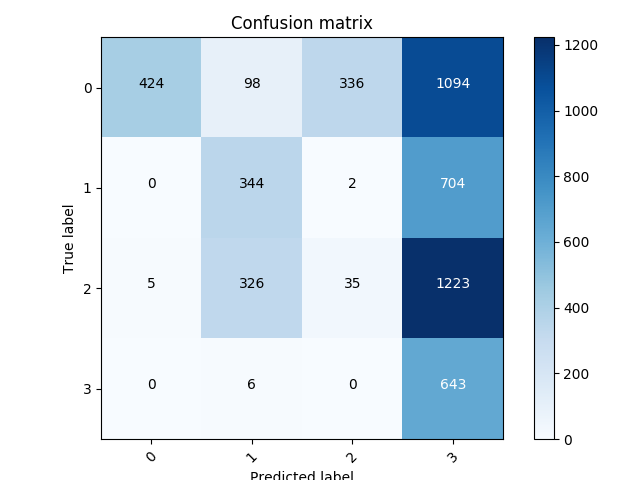 Confusion matrix
0 424 98 336 1094
1 0 344 2 704
2 5 326 35 1223
3 0 6 0 643
0 1 2 3
True label
Predicted label
1200
1000
800
600
400
200
0